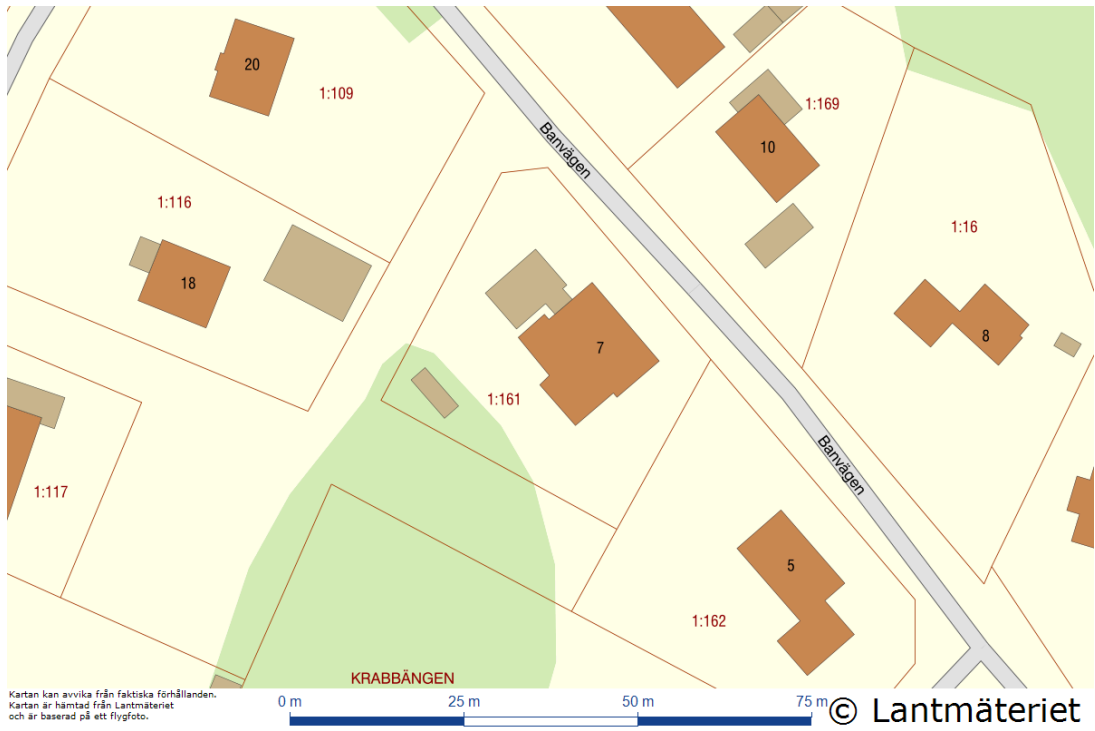 20
1:109
Banvägen
1:169
10
1:116
1:16
18
7
8
1:161
Banvägen
1:117
5
1:162
KRABBÄNGEN
Kartan kan avvika från faktiska förhållanden.
Kartan är hämtad från Lantmäteriet
och är baserad på ett flygfoto.
0 m 25 m 50 m 75 m
© Lantmäteriet